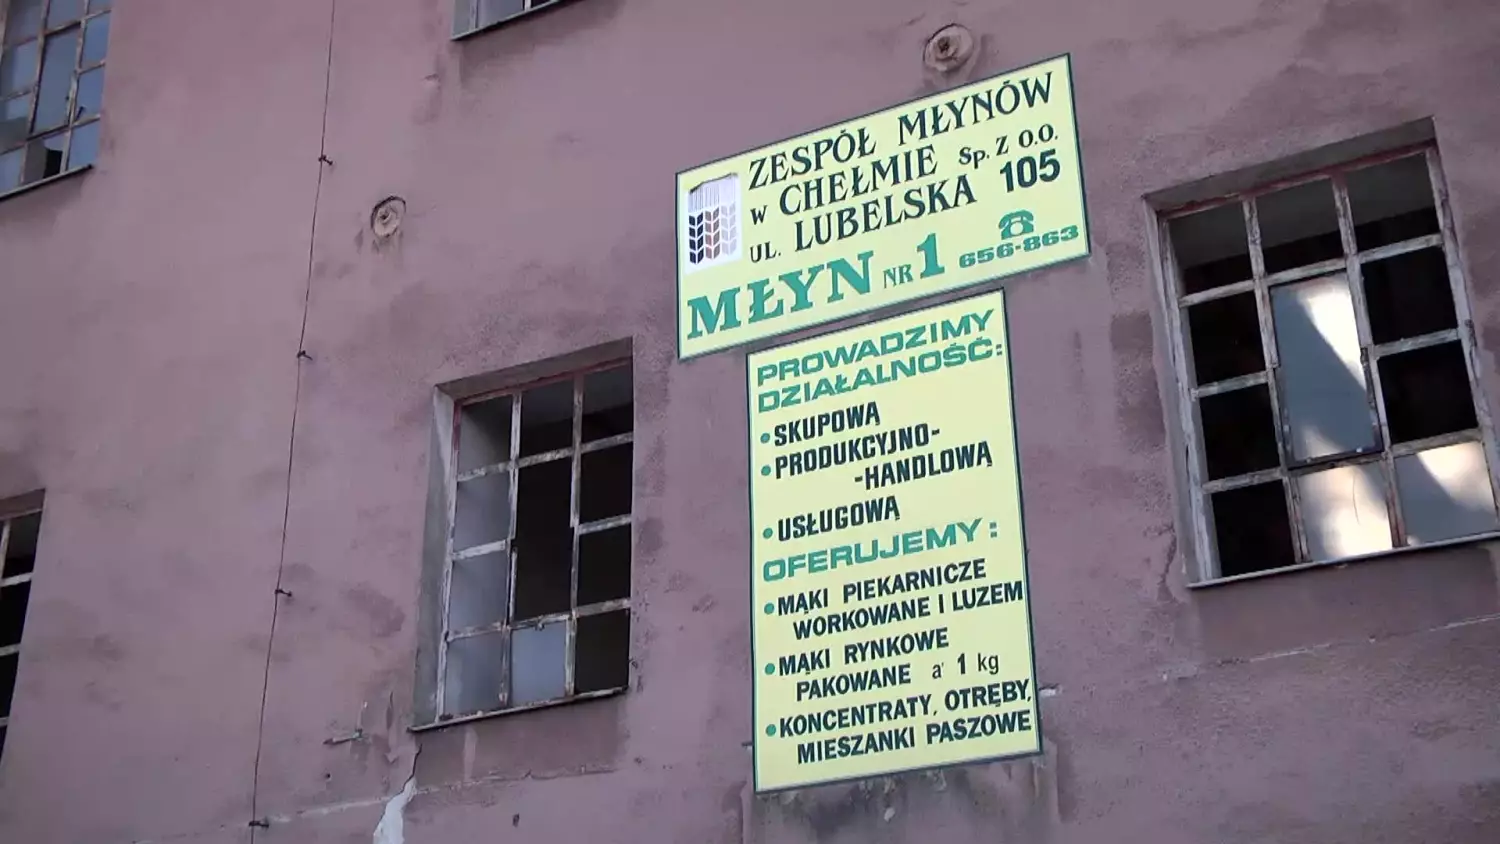 ZESPÓŁ MŁYNÓW
W CHEŁMIE Sp. Z O.O.
UL. LUBELSKA 105
MŁYN NR 1 ☎ 656-863
PROWADZIMY
DZIAŁALNOŚĆ:
• SKUPOWĄ
• PRODUKCYJNO-
-HANDLOWĄ
• USŁUGOWĄ
OFERUJEMY:
• MĄKI PIEKARNICZE
WORKOWANE I LUZEM
• MĄKI RYNKOWE
PAKOWANE a' 1 kg
• KONCENTRATY, OTRĘBY,
MIESZANKI PASZOWE